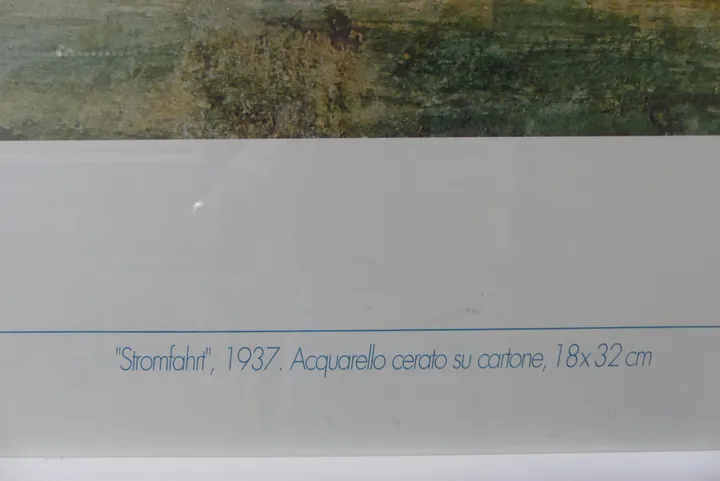 "Stromfahrt", 1937. Acquarello cerato su cartone, 18x32 cm